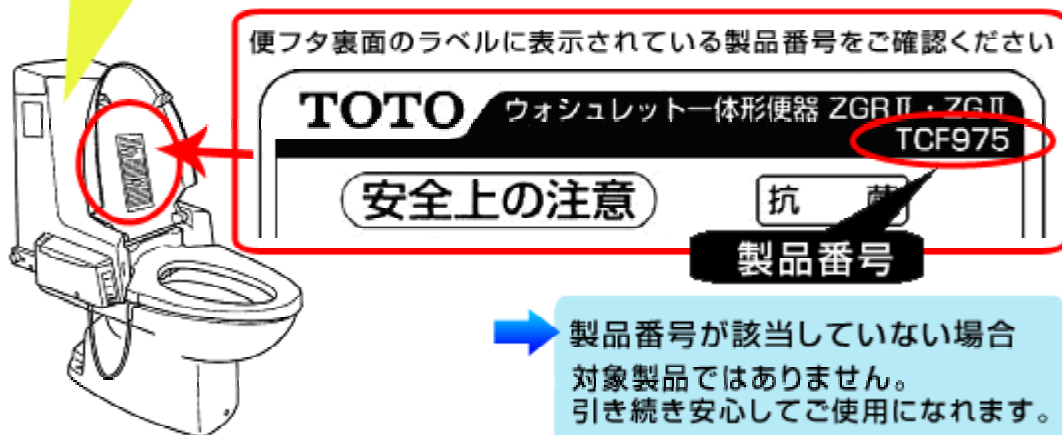 便フタ裏面のラベルに表示されている製品番号をご確認ください
TOTO ウォシュレット一体形便器 ZGRⅡ・ZGⅡ
TCF975
安全上の注意 抗 菌
製品番号
製品番号が該当していない場合
対象製品ではありません。
引き続き安心してご使用になれます。